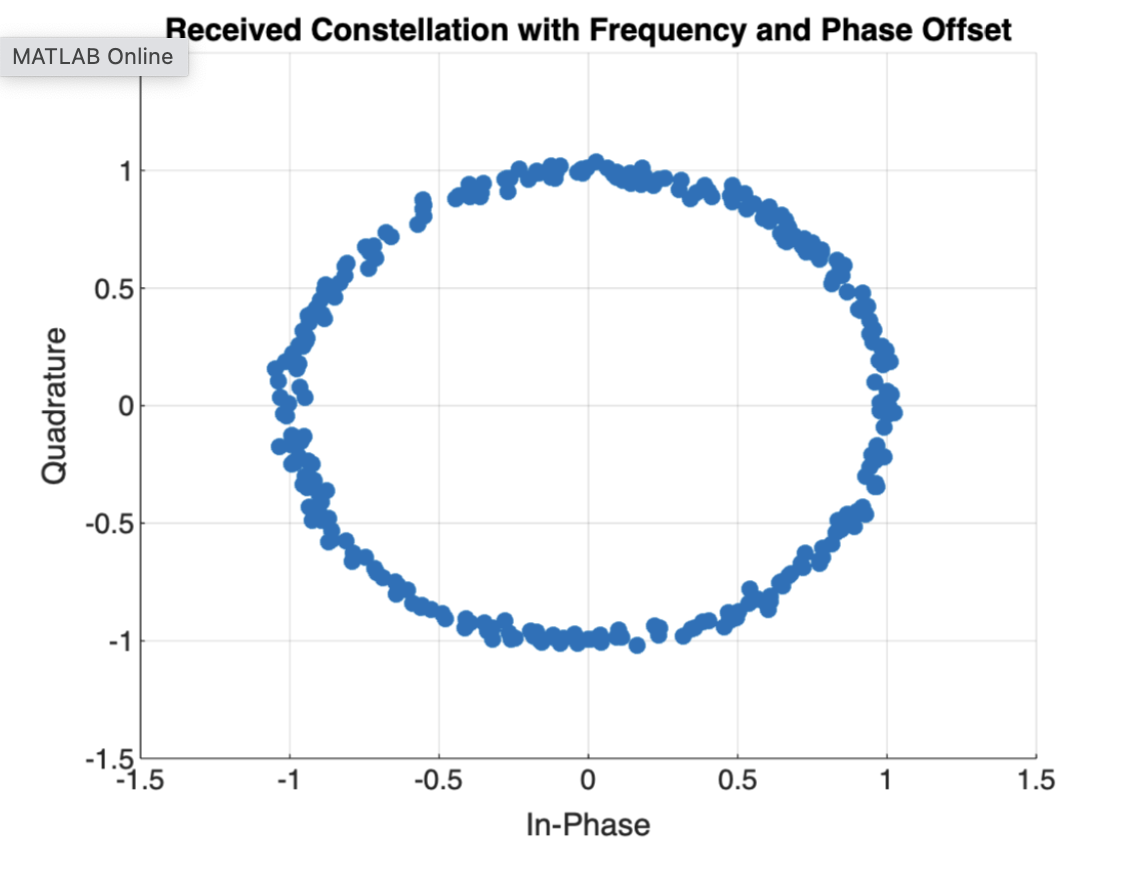 Received Constellation with Frequency and Phase Offset
MATLAB Online
1
0.5
0
-0.5
-1
-1.5
Quadrature
-1.5 -1 -0.5 0 0.5 1 1.5
In-Phase